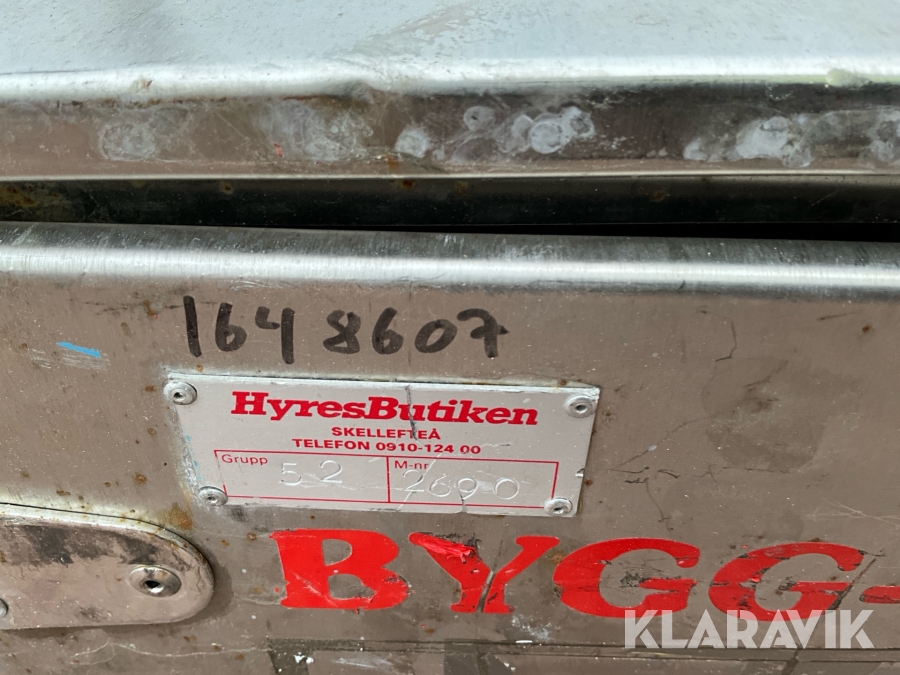 1648607
HyresButiken
SKELLEFTEÅ
TELEFON 0910-124 00
Grupp 52 M-nr 2690
BYGG-
KLARAVIK